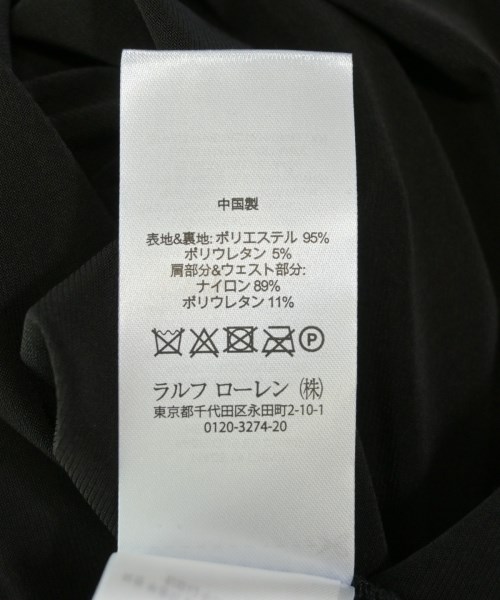 中国製
表地&裏地: ポリエステル 95%
ポリウレタン 5%
肩部分&ウェスト部分:
ナイロン 89%
ポリウレタン 11%
P
ラルフ ローレン (株)
東京都千代田区永田町2-10-1
0120-3274-20